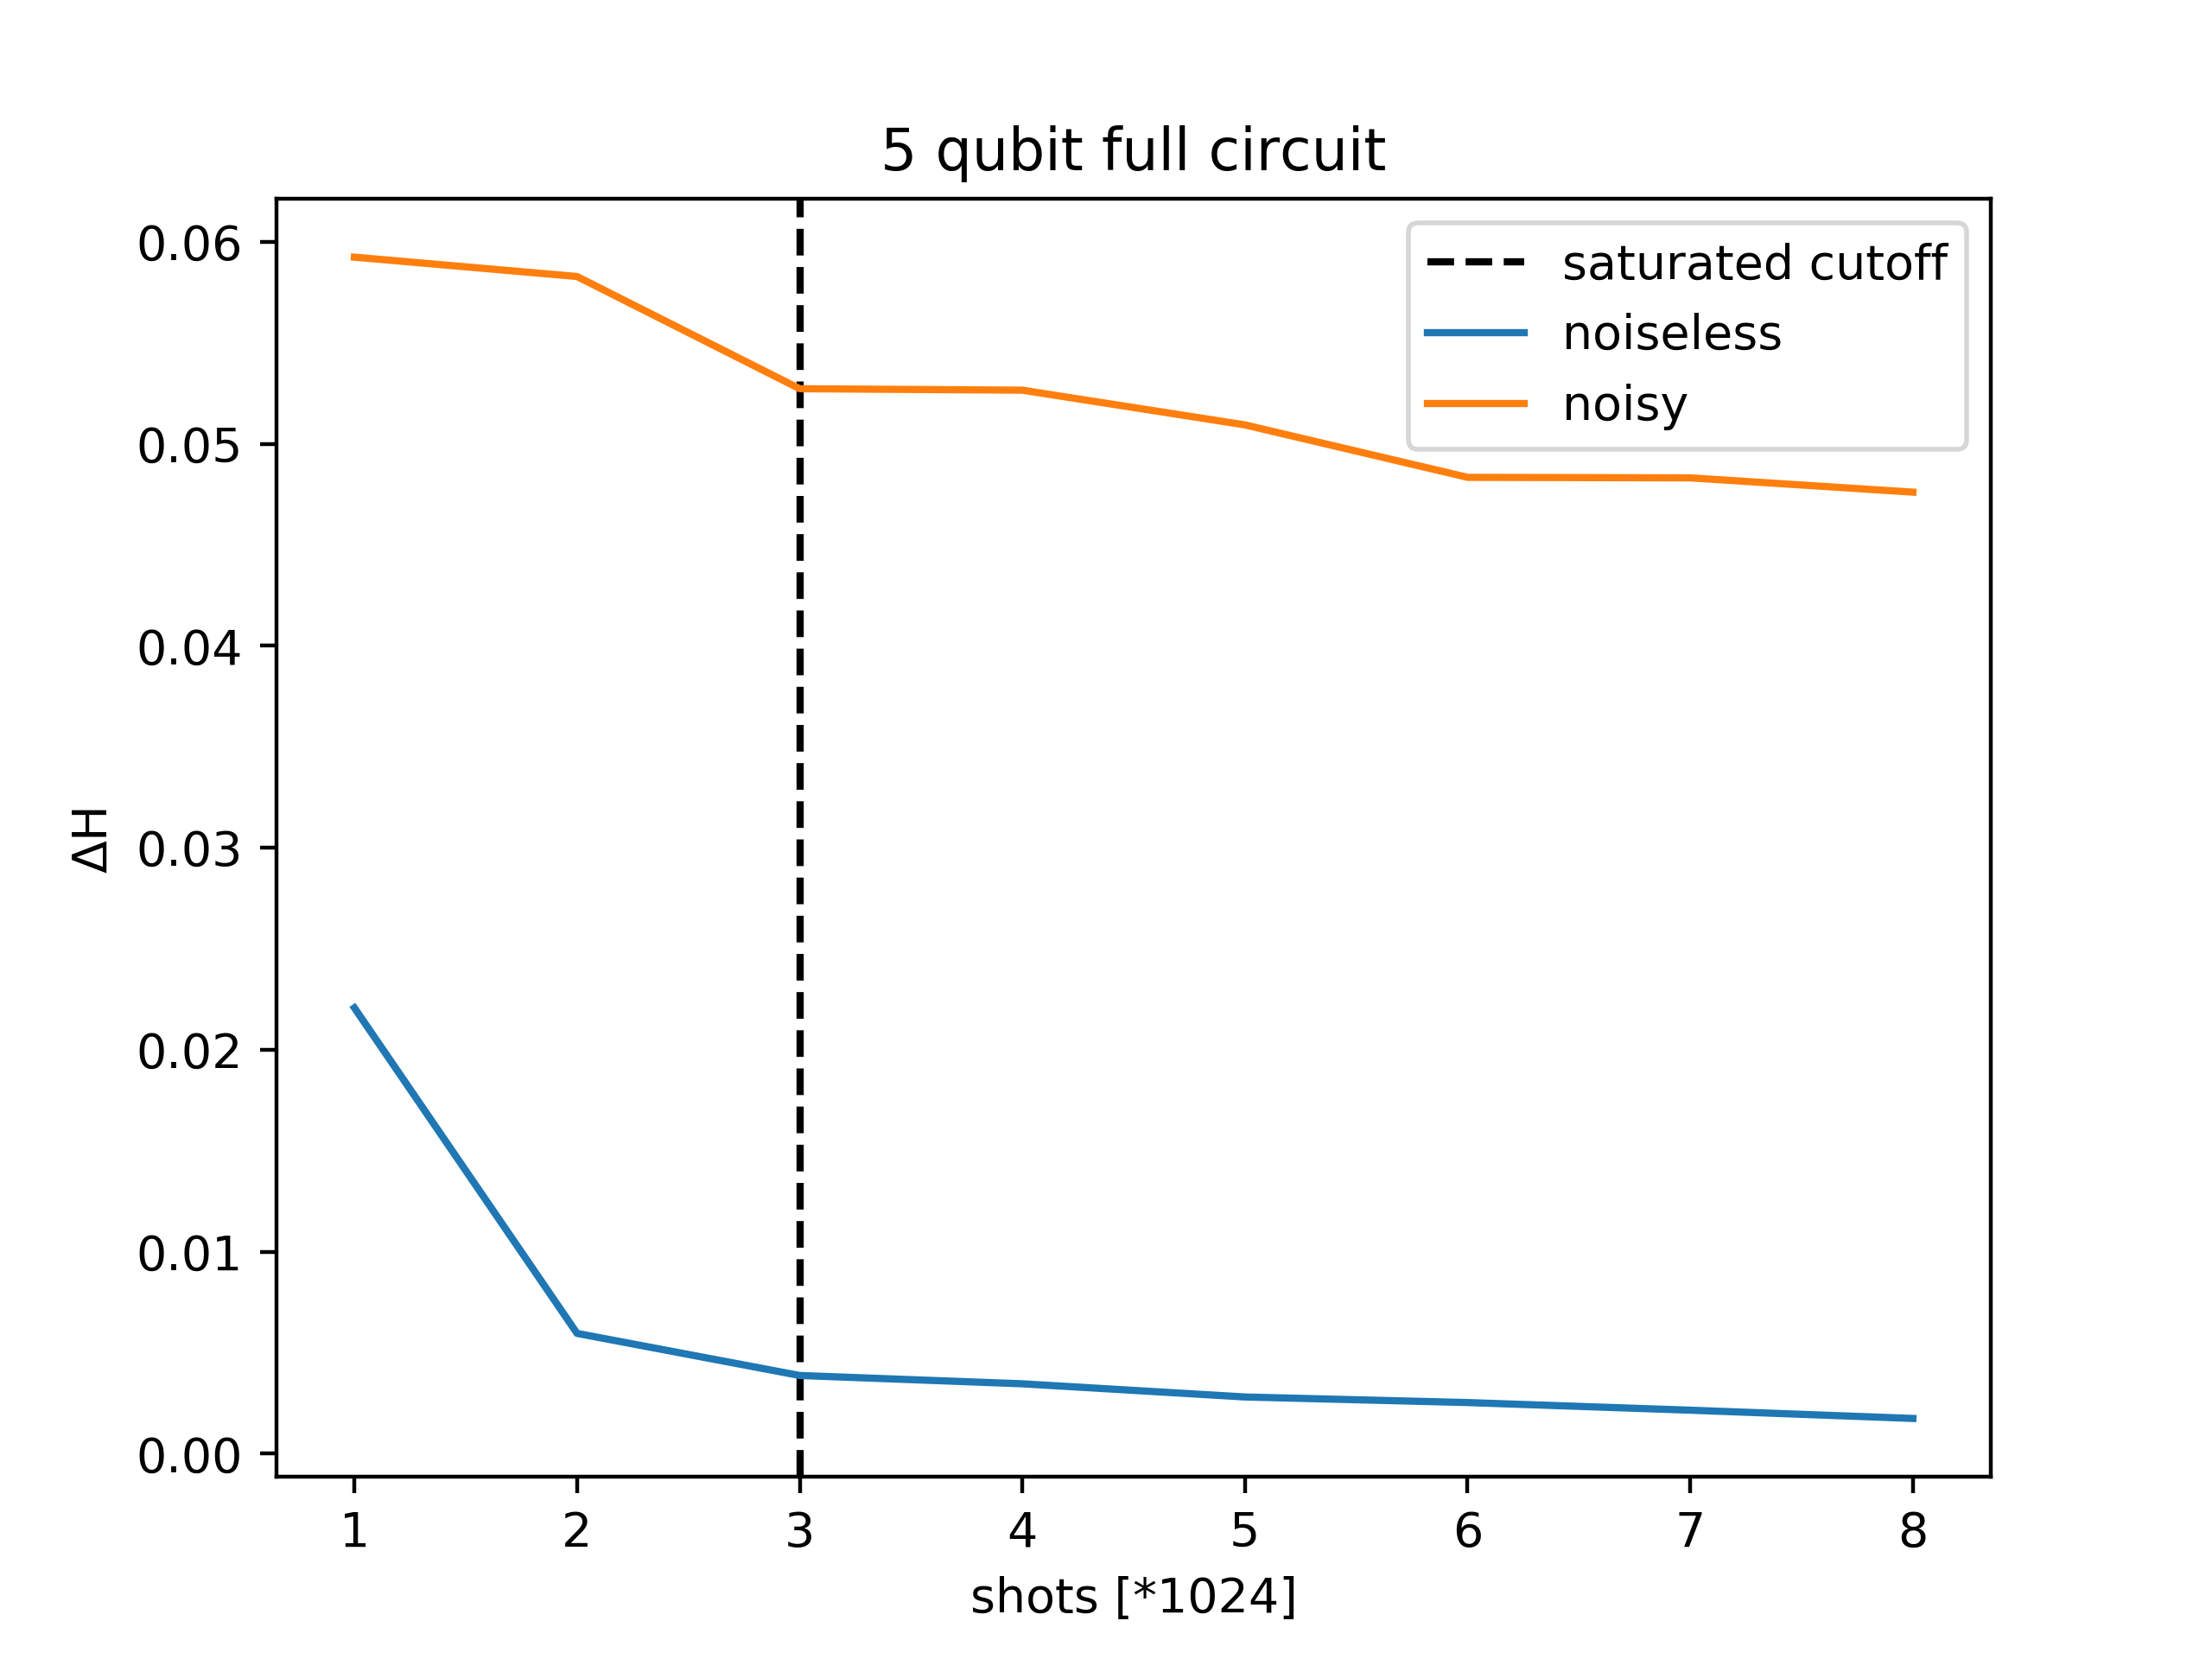 5 qubit full circuit
saturated cutoff
noiseless
noisy
0.06
0.05
0.04
0.03
0.02
0.01
0.00
ΔH
1 2 3 4 5 6 7 8
shots [*1024]